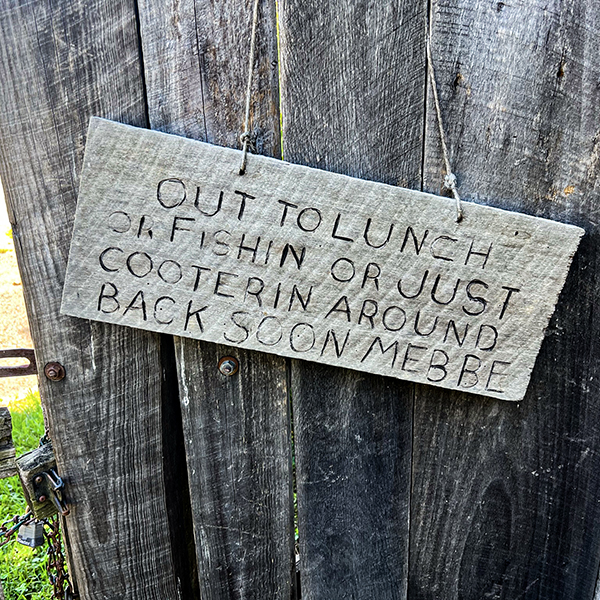 OUT TO LUNCH
OR FISHIN OR JUST
COOTERIN AROUND
BACK SOON MEBBE